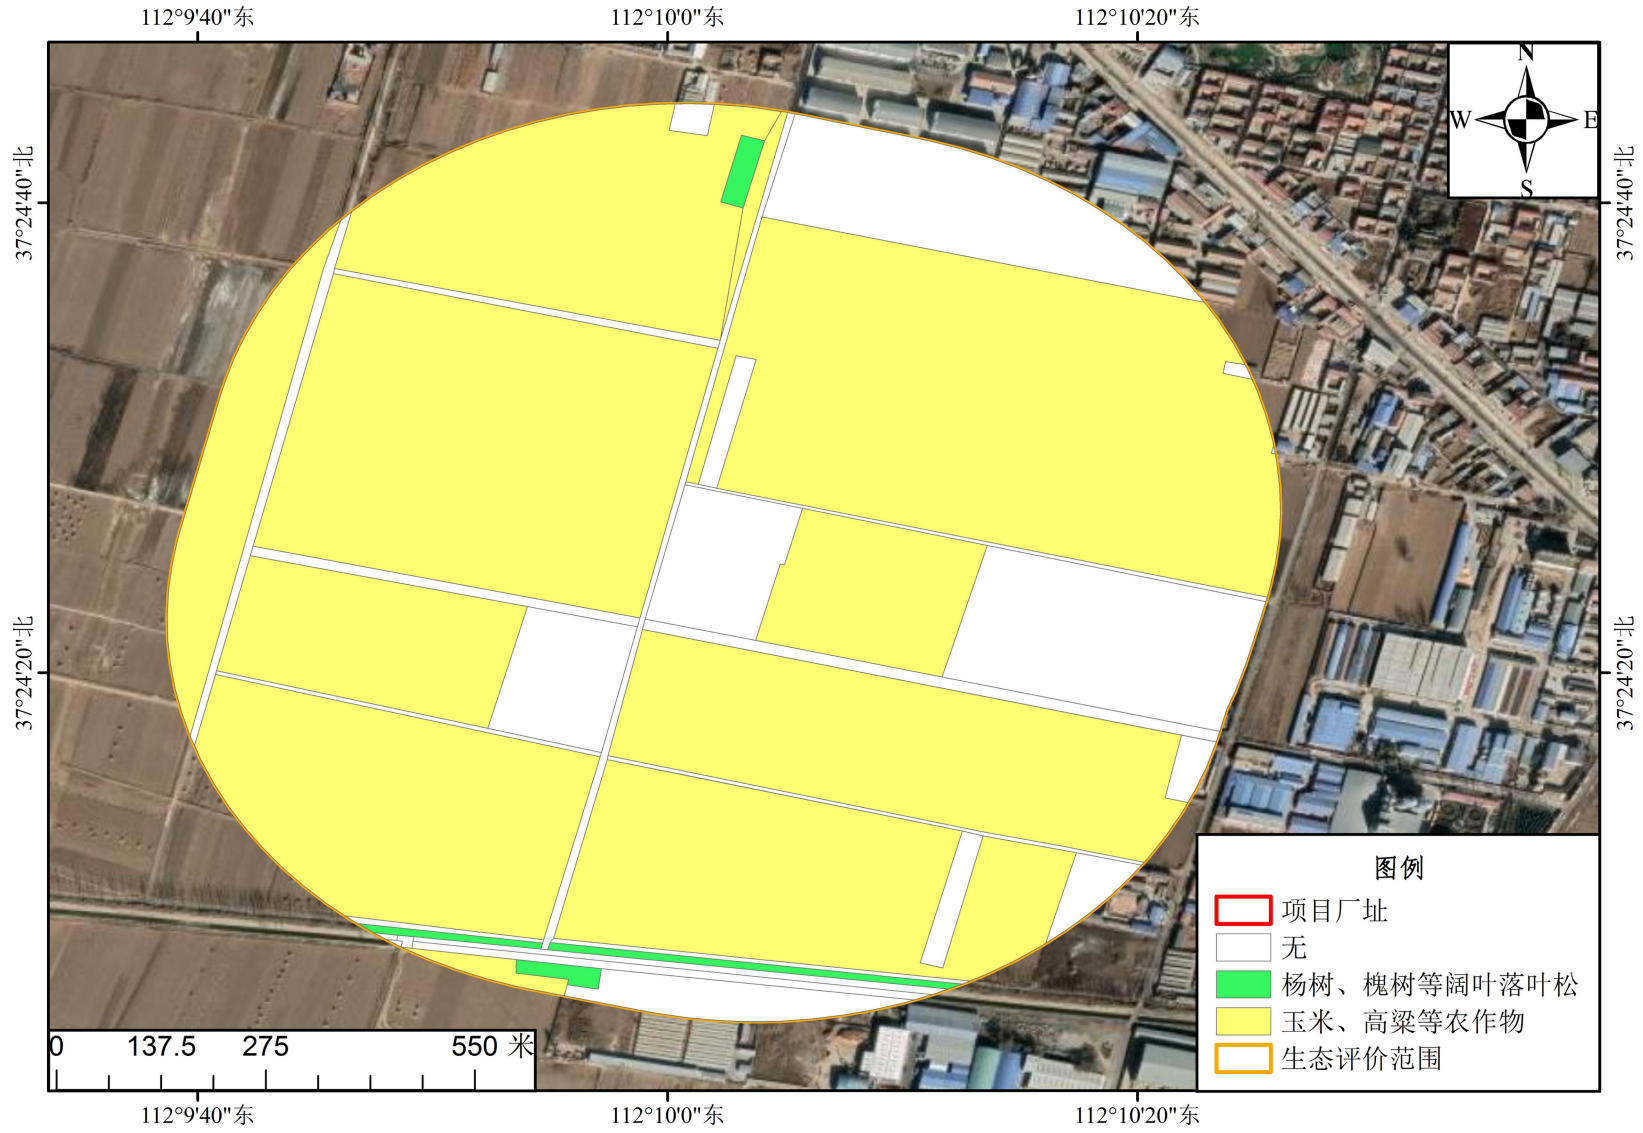 112°9'40"东 112°10'0"东 112°10'20"东
N
W E
S
37°24'40"北 37°24'40"北
37°24'20"北 37°24'20"北
图例
项目厂址
无
杨树、槐树等阔叶落叶松
玉米、高粱等农作物
生态评价范围
0 137.5 275 550 米
112°9'40"东 112°10'0"东 112°10'20"东